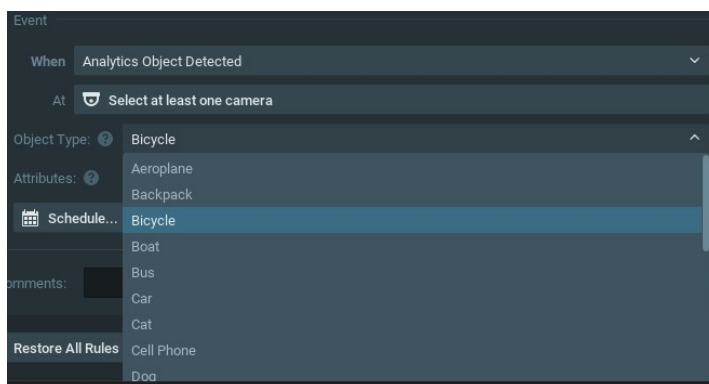 Event
When Analytics Object Detected
At Select at least one camera
Object Type: ? Bicycle
Aeroplane
Attributes: ?
Backpack
Schedule... Bicycle
Boat
Bus
omments:
Car
Cat
Restore All Rules Cell Phone
Dog